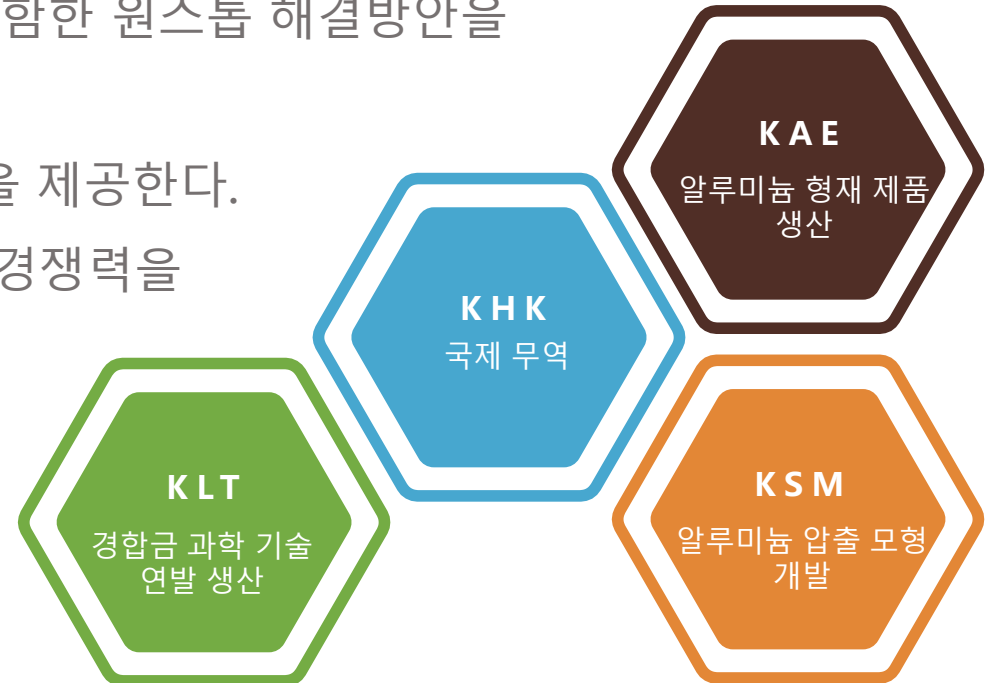 함한 원스톱 해결방안을
을 제공한다.
경쟁력을
KAE
알루미늄 형재 제품
생산
KHK
국제 무역
KLT
경합금 과학 기술
연발 생산
KSM
알루미늄 압출 모형
개발